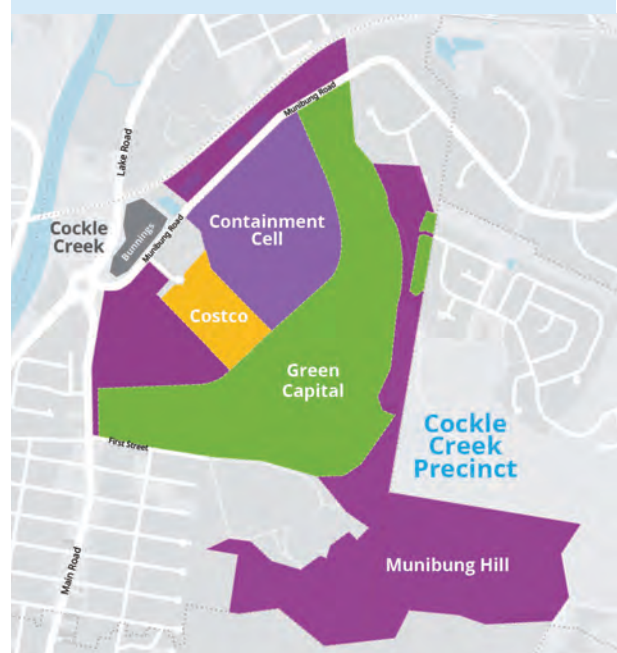 Munibung Road
Lake Road
Containment
Cell
Cockle
Creek
Bunnings
Munibung Road
Costco
Green
Capital
Cockle
Creek
Precinct
First Street
Munibung Hill
Main Road